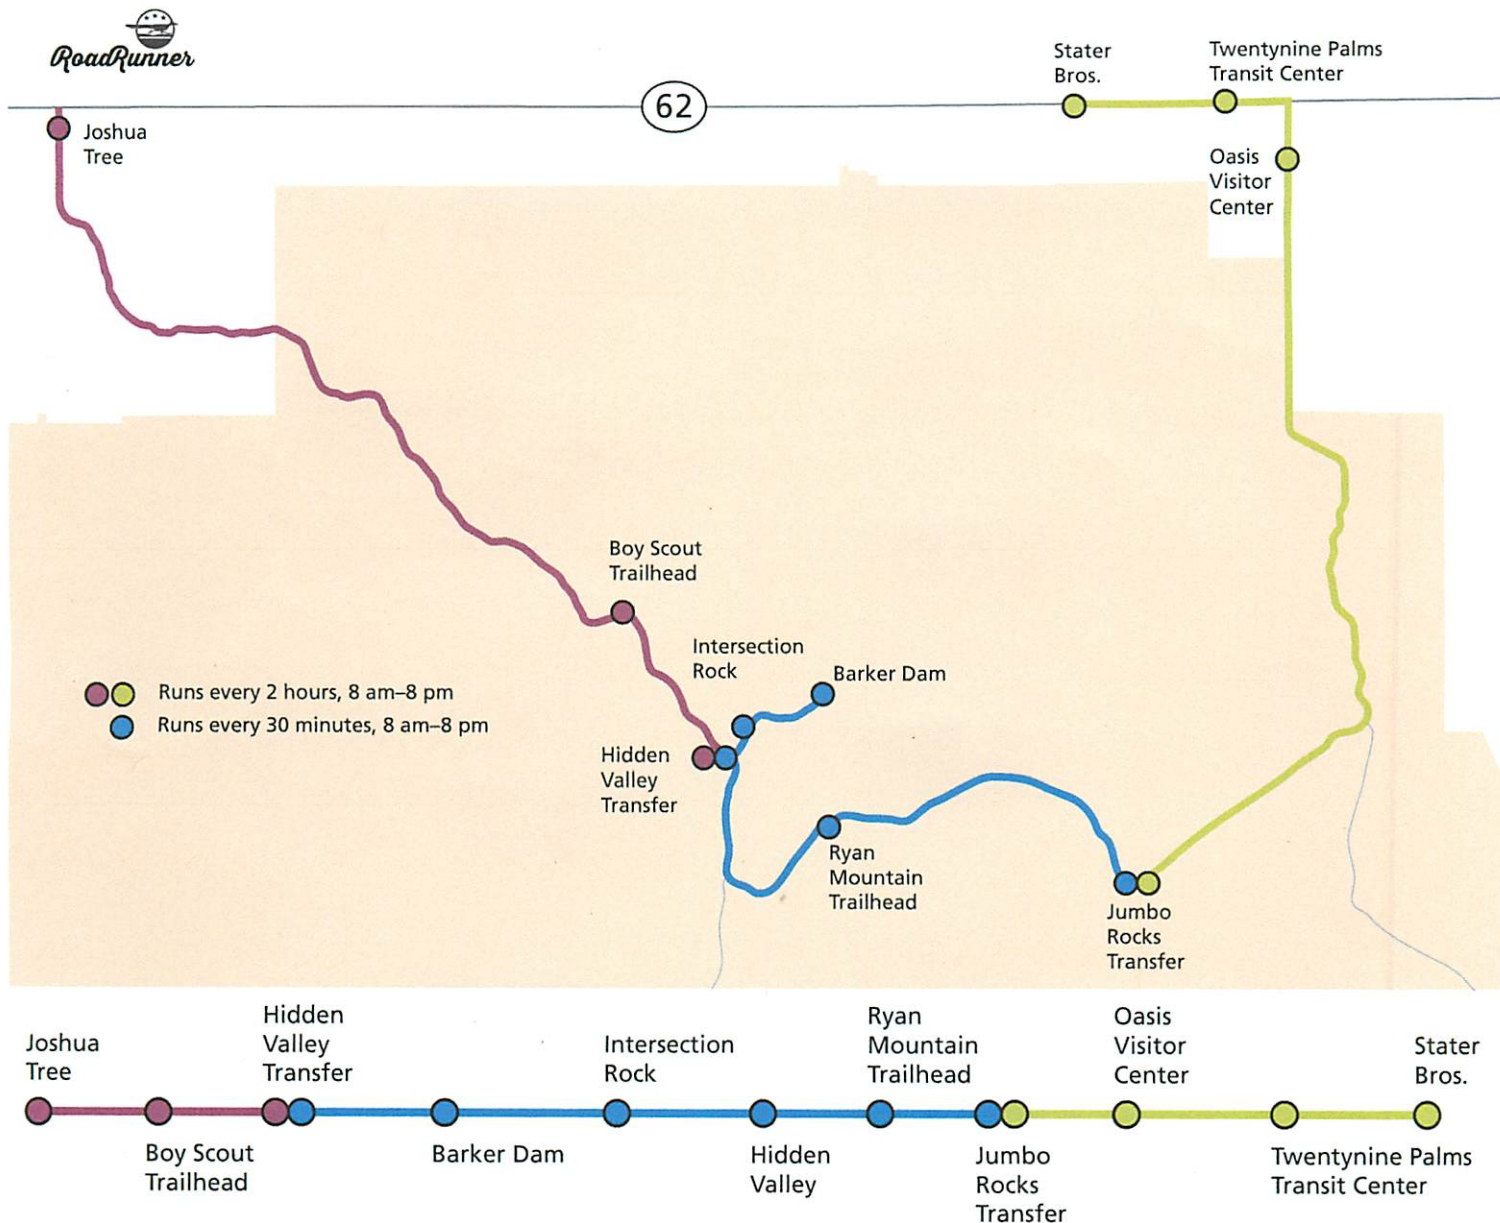 RoadRunner
Stater
Bros.
Twentynine Palms
Transit Center
62
Joshua
Tree
Oasis
Visitor
Center
Boy Scout
Trailhead
Intersection
Rock
Barker Dam
Runs every 2 hours, 8 am–8 pm
Runs every 30 minutes, 8 am–8 pm
Hidden
Valley
Transfer
Ryan
Mountain
Trailhead
Jumbo
Rocks
Transfer
Joshua
Tree
Hidden
Valley
Transfer
Intersection
Rock
Ryan
Mountain
Trailhead
Oasis
Visitor
Center
Stater
Bros.
Boy Scout
Trailhead
Barker Dam
Hidden
Valley
Jumbo
Rocks
Transfer
Twentynine Palms
Transit Center